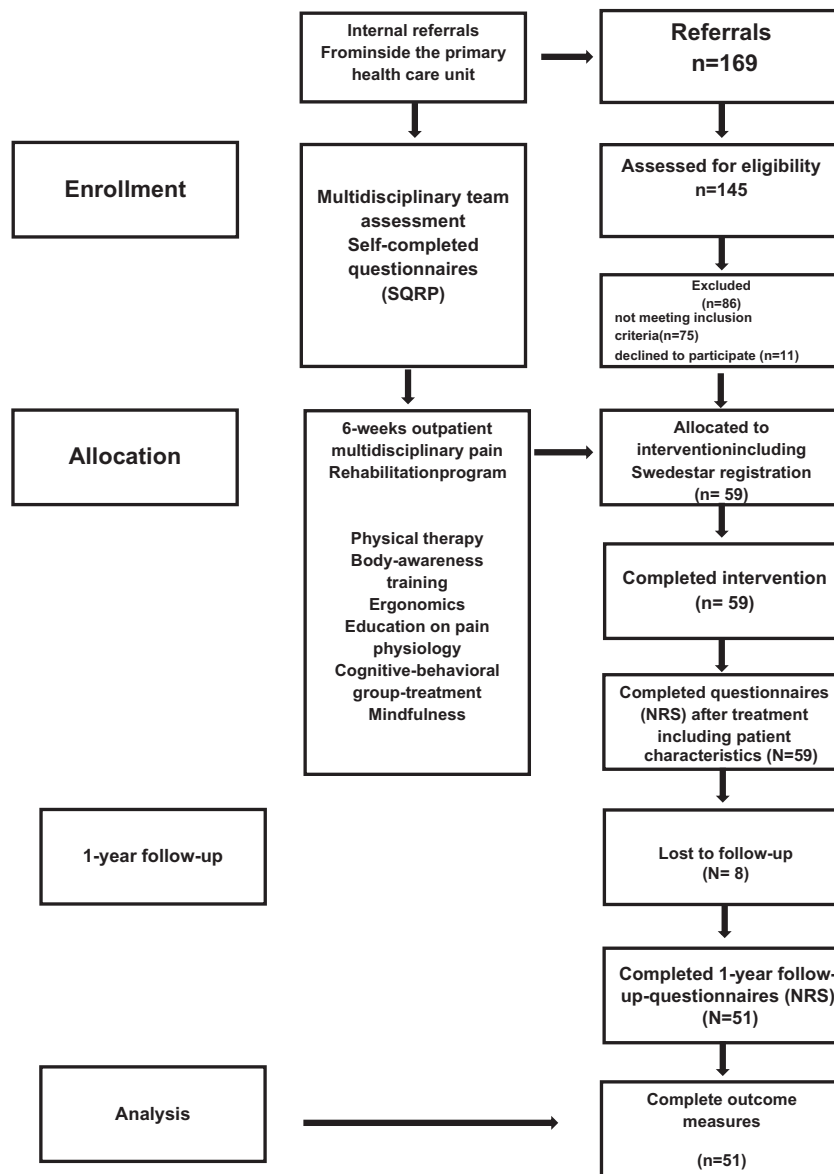 Internal referrals
Frominside the primary
health care unit
Referrals
n=169
Enrollment
Multidisciplinary team
assessment
Self-completed
questionnaires
(SQRP)
Assessed for eligibility
n=145
Excluded
(n=86)
not meeting inclusion
criteria(n=75)
declined to participate (n=11)
Allocation
6-weeks outpatient
multidisciplinary pain
Rehabilitationprogram
Physical therapy
Body-awareness
training
Ergonomics
Education on pain
physiology
Cognitive-behavioral
group-treatment
Mindfulness
Allocated to
interventionincluding
Swedestar registration
(n= 59)
Completed intervention
(n= 59)
Completed questionnaires
(NRS) after treatment
including patient
characteristics (N=59)
1-year follow-up
Lost to follow-up
(N= 8)
Completed 1-year follow-
up-questionnaires (NRS)
(N=51)
Analysis
Complete outcome
measures
(n=51)